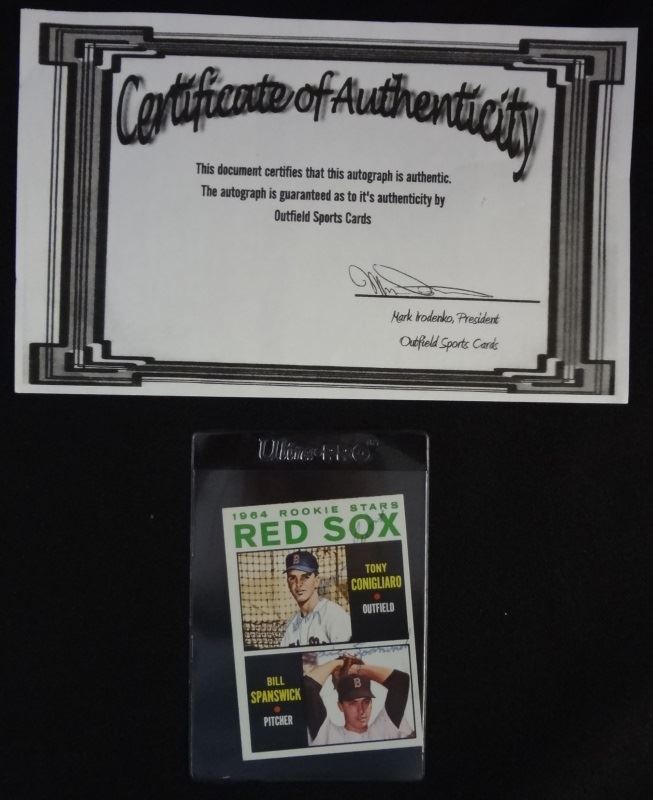 Certificate of Authenticity
This document certifies that this autograph is authentic.
The autograph is guaranteed as to it's authenticity by
Outfield Sports Cards
Mark Irodenko, President
Outfield Sports Cards
Ultra•PRO™
1964 ROOKIE STARS
RED SOX
TONY
CONIGLIARO
OUTFIELD
BILL
SPANSWICK
PITCHER